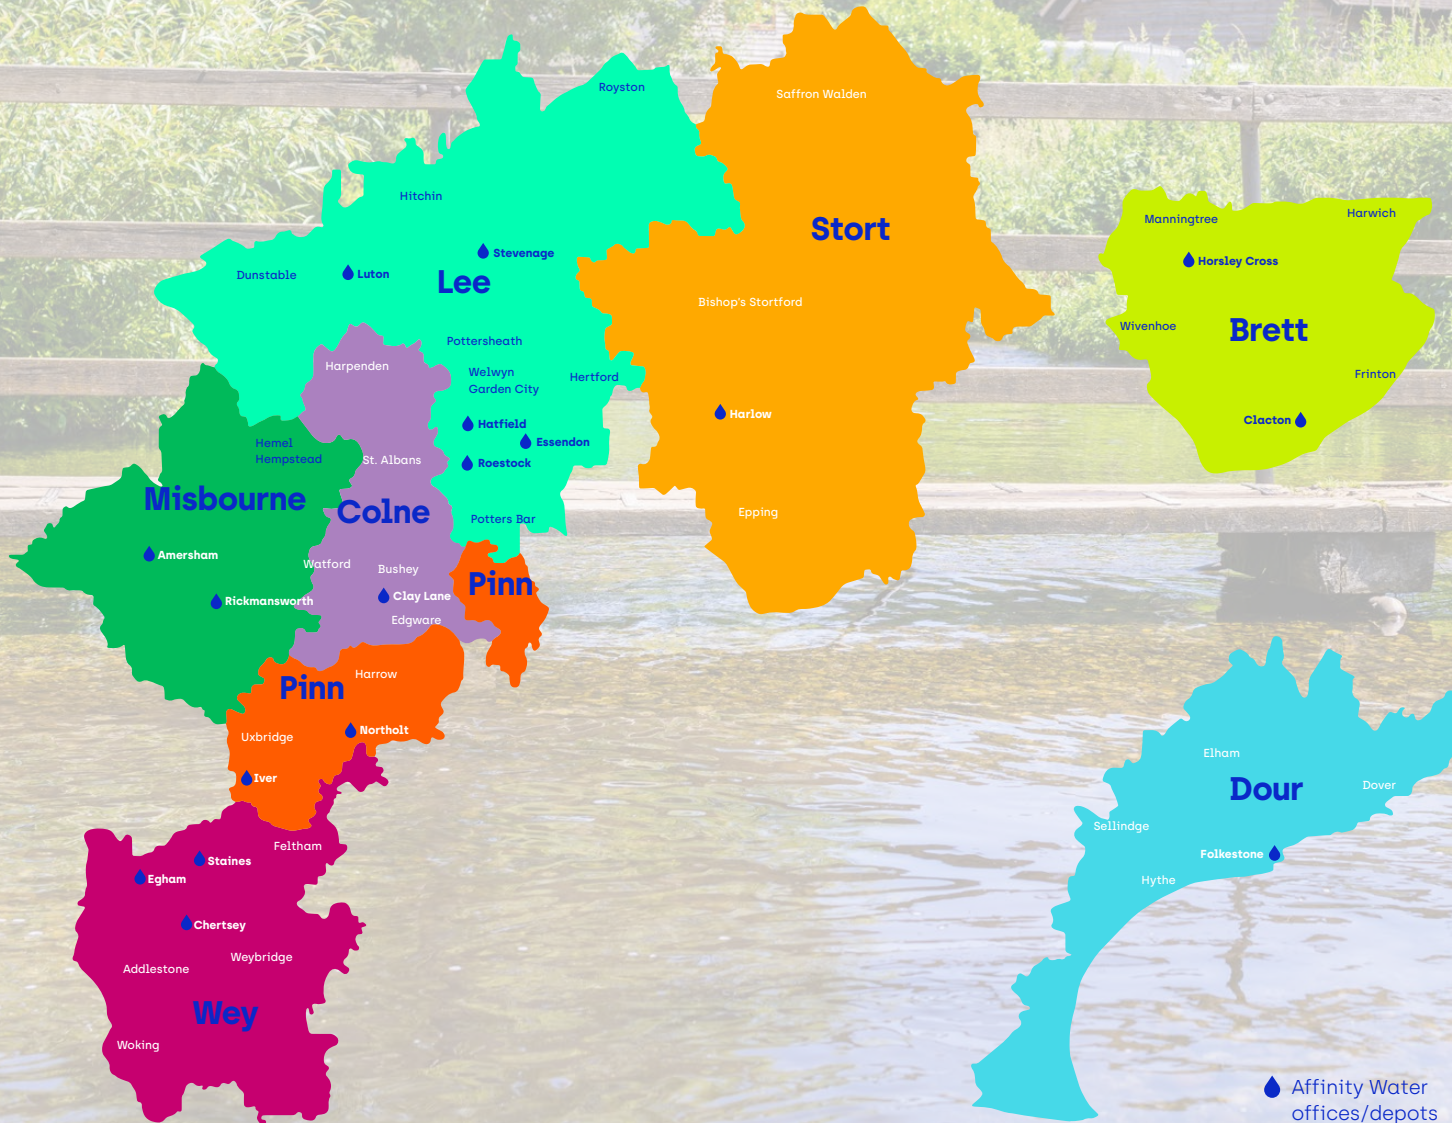 Royston
Hitchin
Stevenage
Dunstable
Luton
Lee
Pottersheath
Welwyn
Garden City
Hertford
Hatfield
Essendon
Roestock
Potters Bar
Saffron Walden
Stort
Bishop's Stortford
Harlow
Epping
Manningtree
Harwich
Horsley Cross
Wivenhoe
Brett
Frinton
Clacton
Harpenden
St. Albans
Colne
Watford
Bushey
Clay Lane
Edgware
Hemel
Hempstead
Misbourne
Amersham
Rickmansworth
Pinn
Pinn
Harrow
Northolt
Uxbridge
Iver
Feltham
Staines
Egham
Chertsey
Weybridge
Addlestone
Wey
Woking
Elham
Dour
Dover
Sellindge
Folkestone
Hythe
Affinity Water
offices/depots